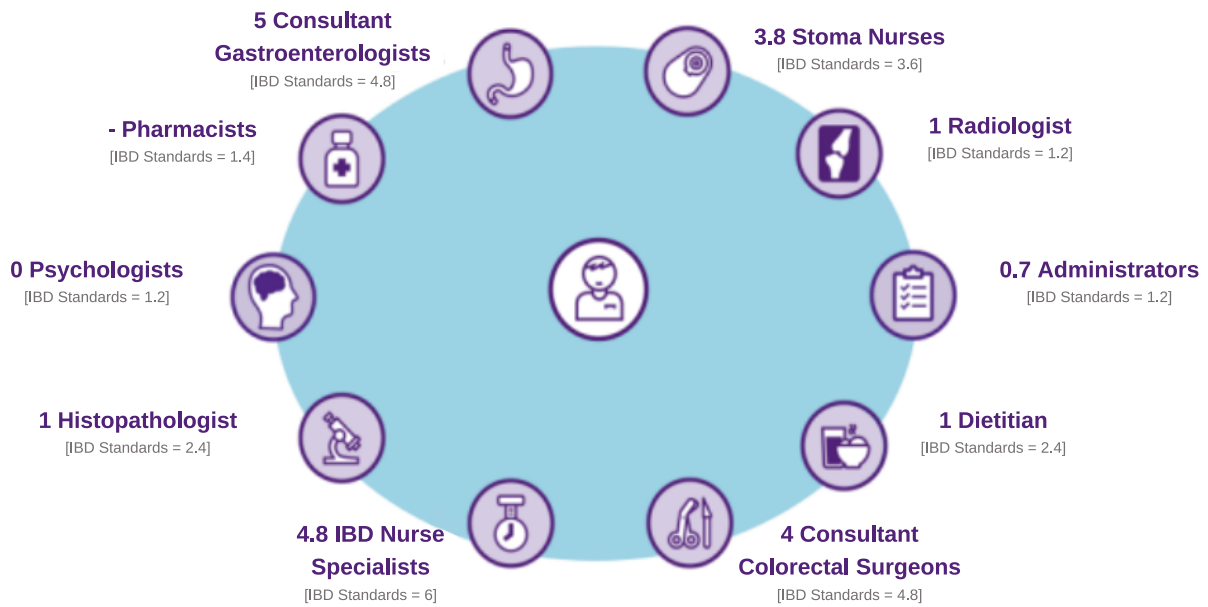 5 Consultant
Gastroenterologists
[IBD Standards = 4.8]
3.8 Stoma Nurses
[IBD Standards = 3.6]
- Pharmacists
[IBD Standards = 1.4]
1 Radiologist
[IBD Standards = 1.2]
0 Psychologists
[IBD Standards = 1.2]
0.7 Administrators
[IBD Standards = 1.2]
1 Histopathologist
[IBD Standards = 2.4]
1 Dietitian
[IBD Standards = 2.4]
4.8 IBD Nurse
Specialists
[IBD Standards = 6]
4 Consultant
Colorectal Surgeons
[IBD Standards = 4.8]